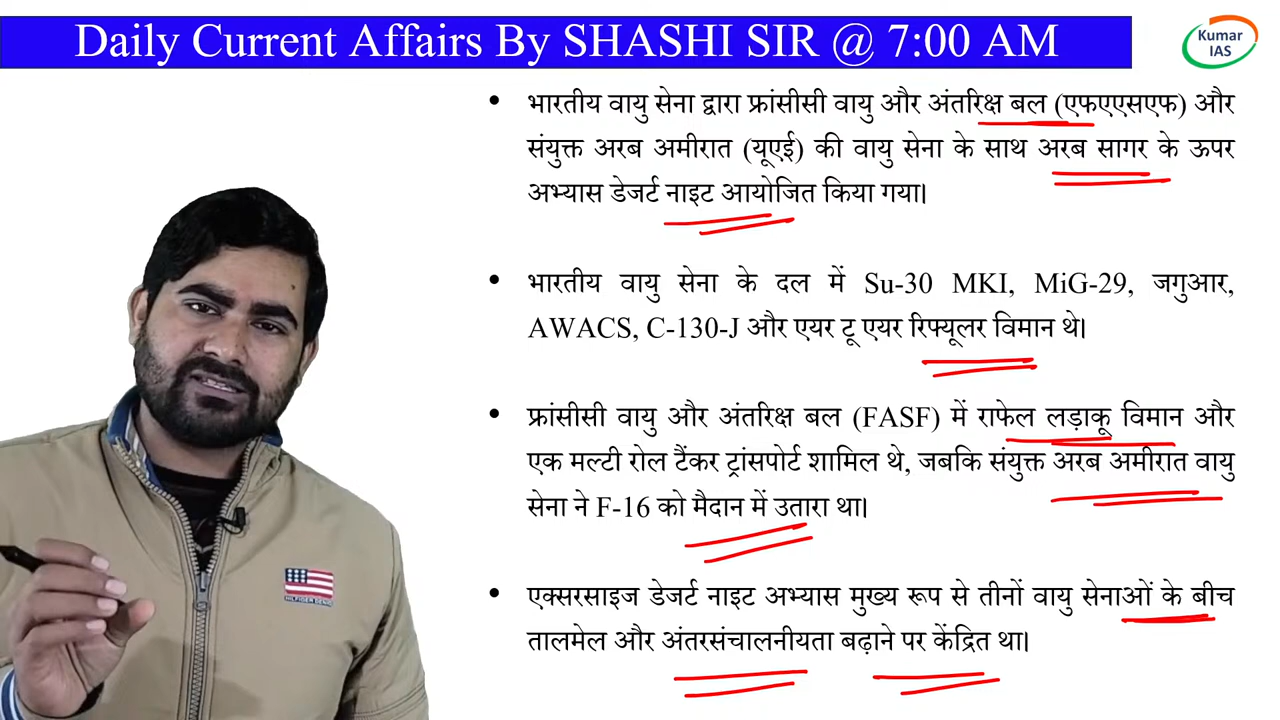 Daily Current Affairs By SHASHI SIR @ 7:00 AM
Kumar
IAS
• भारतीय वायु सेना द्वारा फ्रांसीसी वायु और अंतरिक्ष बल (एफएएसएफ) और
संयुक्त अरब अमीरात (यूएई) की वायु सेना के साथ अरब सागर के ऊपर
अभ्यास डेजर्ट नाइट आयोजित किया गया।
• भारतीय वायु सेना के दल में Su-30 MKI, MiG-29, जगुआर,
AWACS, C-130-J और एयर टू एयर रिफ्यूलर विमान थे।
• फ्रांसीसी वायु और अंतरिक्ष बल (FASF) में राफेल लड़ाकू विमान और
एक मल्टी रोल टैंकर ट्रांसपोर्ट शामिल थे, जबकि संयुक्त अरब अमीरात वायु
सेना ने F-16 को मैदान में उतारा था।
• एक्सरसाइज डेजर्ट नाइट अभ्यास मुख्य रूप से तीनों वायु सेनाओं के बीच
तालमेल और अंतरसंचालनीयता बढ़ाने पर केंद्रित था।